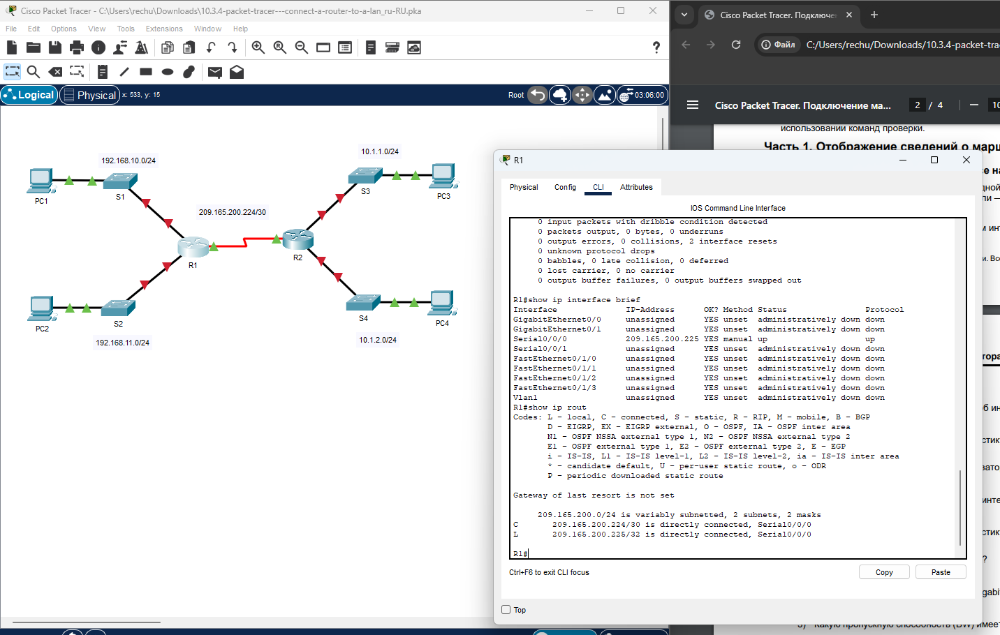 Cisco Packet Tracer - C:\Users\rechu\Downloads\10.3.4-packet-tracer---connect-a-router-to-a-lan_ru-RU.pka
File Edit Options View Tools Extensions Window Help
Logical Physical x: 533, y: 15 Root 03:06:00
192.168.10.0/24
10.1.1.0/24
PC1
S1
S3
PC3
209.165.200.224/30
R1
R2
PC2
S2
S4
PC4
192.168.11.0/24
10.1.2.0/24
Cisco Packet Tracer. Подключе
Файл C:/Users/rechu/Downloads/10.3.4-packet-tra
Cisco Packet Tracer. Подключение ма... 2 / 4
использовании команд проверки.
Часть 1. Отображение сведений о марш
R1
Physical Config CLI Attributes
IOS Command Line Interface
0 input packets with dribble condition detected
0 packets output, 0 bytes, 0 underruns
0 output errors, 0 collisions, 2 interface resets
0 unknown protocol drops
0 babbles, 0 late collision, 0 deferred
0 lost carrier, 0 no carrier
0 output buffer failures, 0 output buffers swapped out
R1#show ip interface brief
Interface IP-Address OK? Method Status Protocol
GigabitEthernet0/0 unassigned YES unset administratively down down
GigabitEthernet0/1 unassigned YES unset administratively down down
Serial0/0/0 209.165.200.225 YES manual up up
Serial0/0/1 unassigned YES unset administratively down down
FastEthernet0/1/0 unassigned YES unset administratively down down
FastEthernet0/1/1 unassigned YES unset administratively down down
FastEthernet0/1/2 unassigned YES unset administratively down down
FastEthernet0/1/3 unassigned YES unset administratively down down
Vlan1 unassigned YES unset administratively down down
R1#show ip rout
Codes: L - local, C - connected, S - static, R - RIP, M - mobile, B - BGP
D - EIGRP, EX - EIGRP external, O - OSPF, IA - OSPF inter area
N1 - OSPF NSSA external type 1, N2 - OSPF NSSA external type 2
E1 - OSPF external type 1, E2 - OSPF external type 2, E - EGP
i - IS-IS, L1 - IS-IS level-1, L2 - IS-IS level-2, ia - IS-IS inter area
* - candidate default, U - per-user static route, o - ODR
P - periodic downloaded static route
Gateway of last resort is not set
209.165.200.0/24 is variably subnetted, 2 subnets, 2 masks
C 209.165.200.224/30 is directly connected, Serial0/0/0
L 209.165.200.225/32 is directly connected, Serial0/0/0
R1#
Ctrl+F6 to exit CLI focus
Copy Paste
Top
Какую пропускную способность (BW) имеет